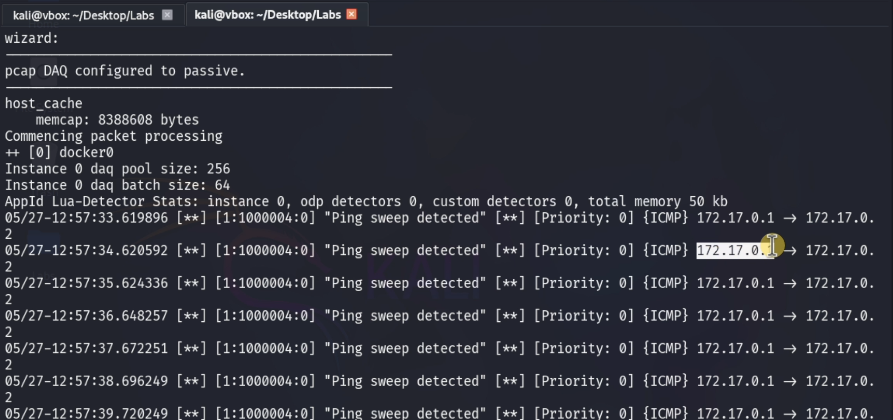 kali@vbox: ~/Desktop/Labs
kali@vbox: ~/Desktop/Labs
wizard:
pcap DAQ configured to passive.
host_cache
memcap: 8388608 bytes
Commencing packet processing
++ [0] docker0
Instance 0 daq pool size: 256
Instance 0 daq batch size: 64
AppId Lua-Detector Stats: instance 0, odp detectors 0, custom detectors 0, total memory 50 kb
05/27-12:57:33.619896 [**] [1:1000004:0] "Ping sweep detected" [**] [Priority: 0] {ICMP} 172.17.0.1 → 172.17.0.
2
05/27-12:57:34.620592 [**] [1:1000004:0] "Ping sweep detected" [**] [Priority: 0] {ICMP} 172.17.0.1 → 172.17.0.
2
05/27-12:57:35.624336 [**] [1:1000004:0] "Ping sweep detected" [**] [Priority: 0] {ICMP} 172.17.0.1 → 172.17.0.
2
05/27-12:57:36.648257 [**] [1:1000004:0] "Ping sweep detected" [**] [Priority: 0] {ICMP} 172.17.0.1 → 172.17.0.
2
05/27-12:57:37.672251 [**] [1:1000004:0] "Ping sweep detected" [**] [Priority: 0] {ICMP} 172.17.0.1 → 172.17.0.
2
05/27-12:57:38.696249 [**] [1:1000004:0] "Ping sweep detected" [**] [Priority: 0] {ICMP} 172.17.0.1 → 172.17.0.
2
05/27-12:57:39.720249 [**] [1:1000004:0] "Ping sweep detected" [**] [Priority: 0] {ICMP} 172.17.0.1 → 172.17.0.